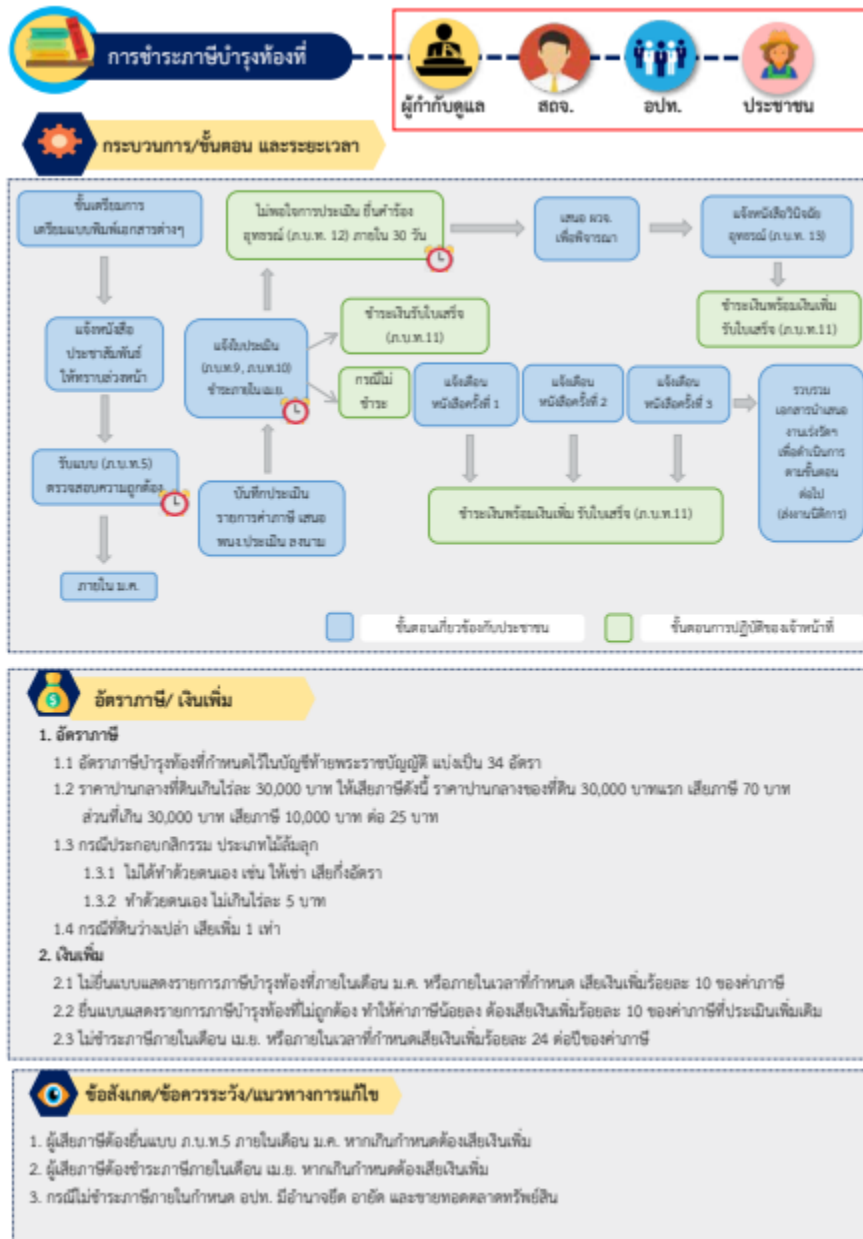 การชำระภาษีบำรุงท้องที่
ผู้กำกับดูแล
สถจ.
อปท.
ประชาชน
กระบวนการ/ขั้นตอน และระยะเวลา
ขั้นเตรียมการ
เตรียมแบบพิมพ์เอกสารต่างๆ
ไม่พอใจการประเมิน ยื่นคำร้อง
อุทธรณ์ (ภ.บ.ท. 12) ภายใน 30 วัน
เสนอ ผวจ.
เพื่อพิจารณา
แจ้งหนังสือวินิจฉัย
อุทธรณ์ (ภ.บ.ท. 13)
แจ้งหนังสือ
ประชาสัมพันธ์
ให้ทราบล่วงหน้า
แจ้งใบประเมิน
(ภ.บ.ท.9, ภ.บ.ท.10)
ชำระภายใน เม.ย.
ชำระเงินรับใบเสร็จ
(ภ.บ.ท.11)
ชำระเงินพร้อมเงินเพิ่ม
รับใบเสร็จ (ภ.บ.ท.11)
กรณีไม่
ชำระ
แจ้งเตือน
หนังสือครั้งที่ 1
แจ้งเตือน
หนังสือครั้งที่ 2
แจ้งเตือน
หนังสือครั้งที่ 3
รวบรวม
เอกสารนำเสนอ
งานเร่งรัดฯ
เพื่อดำเนินการ
ตามขั้นตอน
ต่อไป
(ส่งงานนิติการ)
รับแบบ (ภ.บ.ท.5)
ตรวจสอบความถูกต้อง
บันทึกประเมิน
รายการค่าภาษี เสนอ
พนง.ประเมิน ลงนาม
ชำระเงินพร้อมเงินเพิ่ม รับใบเสร็จ (ภ.บ.ท.11)
ภายใน ม.ค.
ขั้นตอนเกี่ยวข้องกับประชาชน
ขั้นตอนการปฏิบัติของเจ้าหน้าที่
อัตราภาษี/ เงินเพิ่ม
1. อัตราภาษี
1.1 อัตราภาษีบำรุงท้องที่กำหนดไว้ในบัญชีท้ายพระราชบัญญัติ แบ่งเป็น 34 อัตรา
1.2 ราคาปานกลางที่ดินเกินไร่ละ 30,000 บาท ให้เสียภาษีดังนี้ ราคาปานกลางของที่ดิน 30,000 บาทแรก เสียภาษี 70 บาท
ส่วนที่เกิน 30,000 บาท เสียภาษี 10,000 บาท ต่อ 25 บาท
1.3 กรณีประกอบกสิกรรม ประเภทไม้ล้มลุก
1.3.1 ไม่ได้ทำด้วยตนเอง เช่น ให้เช่า เสียกึ่งอัตรา
1.3.2 ทำด้วยตนเอง ไม่เกินไร่ละ 5 บาท
1.4 กรณีที่ดินว่างเปล่า เสียเพิ่ม 1 เท่า
2. เงินเพิ่ม
2.1 ไม่ยื่นแบบแสดงรายการภาษีบำรุงท้องที่ภายในเดือน ม.ค. หรือภายในเวลาที่กำหนด เสียเงินเพิ่มร้อยละ 10 ของค่าภาษี
2.2 ยื่นแบบแสดงรายการภาษีบำรุงท้องที่ไม่ถูกต้อง ทำให้ค่าภาษีน้อยลง ต้องเสียเงินเพิ่มร้อยละ 10 ของค่าภาษีที่ประเมินเพิ่มเติม
2.3 ไม่ชำระภาษีภายในเดือน เม.ย. หรือภายในเวลาที่กำหนดเสียเงินเพิ่มร้อยละ 24 ต่อปีของค่าภาษี
ข้อสังเกต/ข้อควรระวัง/แนวทางการแก้ไข
1. ผู้เสียภาษีต้องยื่นแบบ ภ.บ.ท.5 ภายในเดือน ม.ค. หากเกินกำหนดต้องเสียเงินเพิ่ม
2. ผู้เสียภาษีต้องชำระภาษีภายในเดือน เม.ย. หากเกินกำหนดต้องเสียเงินเพิ่ม
3. กรณีไม่ชำระภาษีภายในกำหนด อปท. มีอำนาจยึด อายัด และขายทอดตลาดทรัพย์สิน